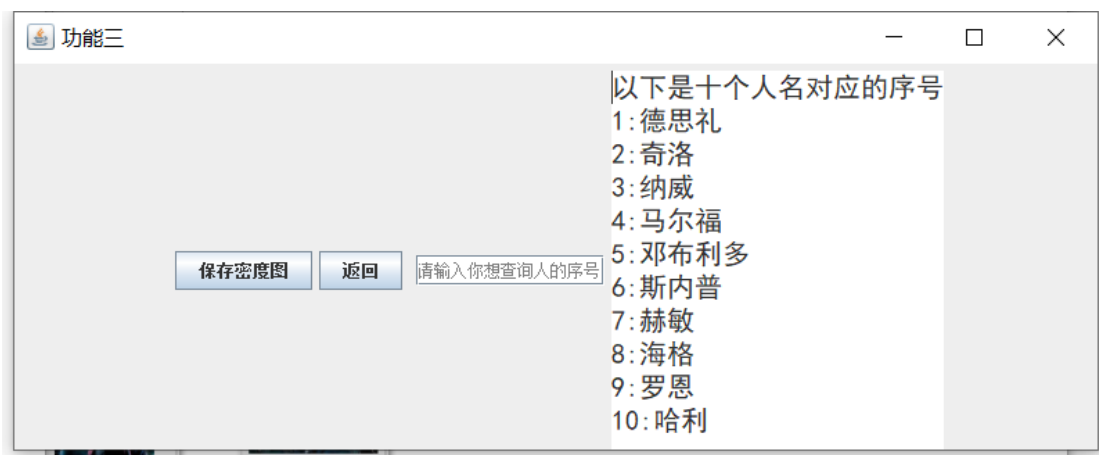 功能三
保存密度图
返回
请输入你想查询人的序号
以下是十个人名对应的序号
1:德思礼
2:奇洛
3:纳威
4:马尔福
5:邓布利多
6:斯内普
7:赫敏
8:海格
9:罗恩
10:哈利